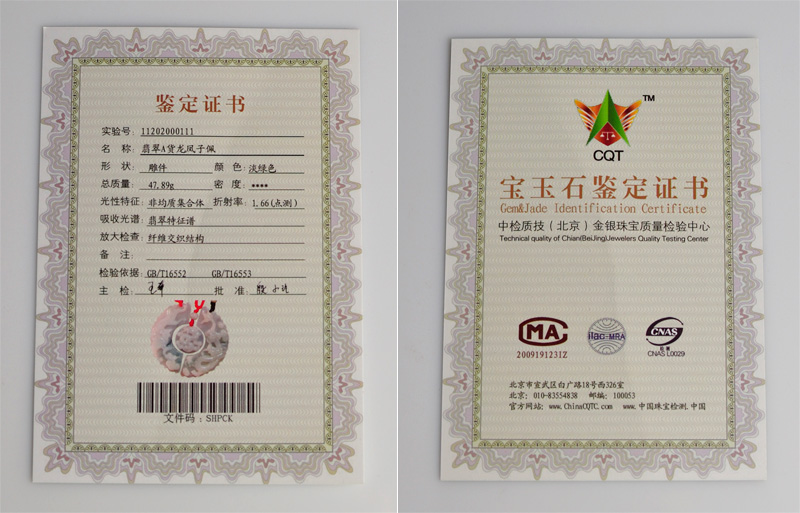 鉴定证书
实验号: 11202000111
名 称: 翡翠A货龙凤子佩
形 状: 雕件 颜 色: 淡绿色
总质量: 47.89g 密 度: ****
光性特征: 非均质集合体 折射率: 1.66(点测)
吸收光谱: 翡翠特征谱
放大检查: 纤维交织结构
备 注:
检验依据: GB/T16552 GB/T16553
主 检: 批 准:
文件码: SHPCK
TM
CQT
宝玉石鉴定证书
Gem&Jade Identification Certificate
中检质技(北京)金银珠宝质量检验中心
Technical quality of Chian(BeiJing)Jewelers Quality Testing Center
MA
200919123IZ
ilac-MRA
CNAS
CNAS L0029
北京市宣武区白广路18号西326室
北京: 010-83554838 邮编: 100053
官方网站: www.ChinaCQTC.com www.中国珠宝检测.中国